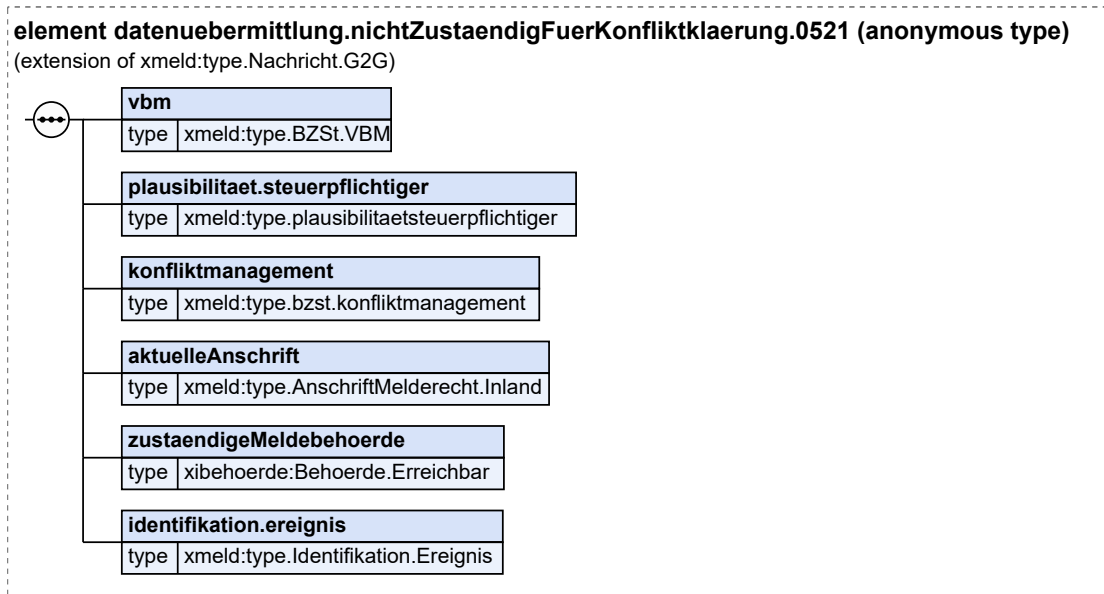 element datenuebermittlung.nichtZustaendigFuerKonfliktklaerung.0521 (anonymous type)
(extension of xmeld:type.Nachricht.G2G)
vbm
type xmeld:type.BZSt.VBM
plausibilitaet.steuerpflichtiger
type xmeld:type.plausibilitaetsteuerpflichtiger
konfliktmanagement
type xmeld:type.bzst.konfliktmanagement
aktuelleAnschrift
type xmeld:type.AnschriftMelderecht.Inland
zustaendigeMeldebehoerde
type xibehoerde:Behoerde.Erreichbar
identifikation.ereignis
type xmeld:type.Identifikation.Ereignis